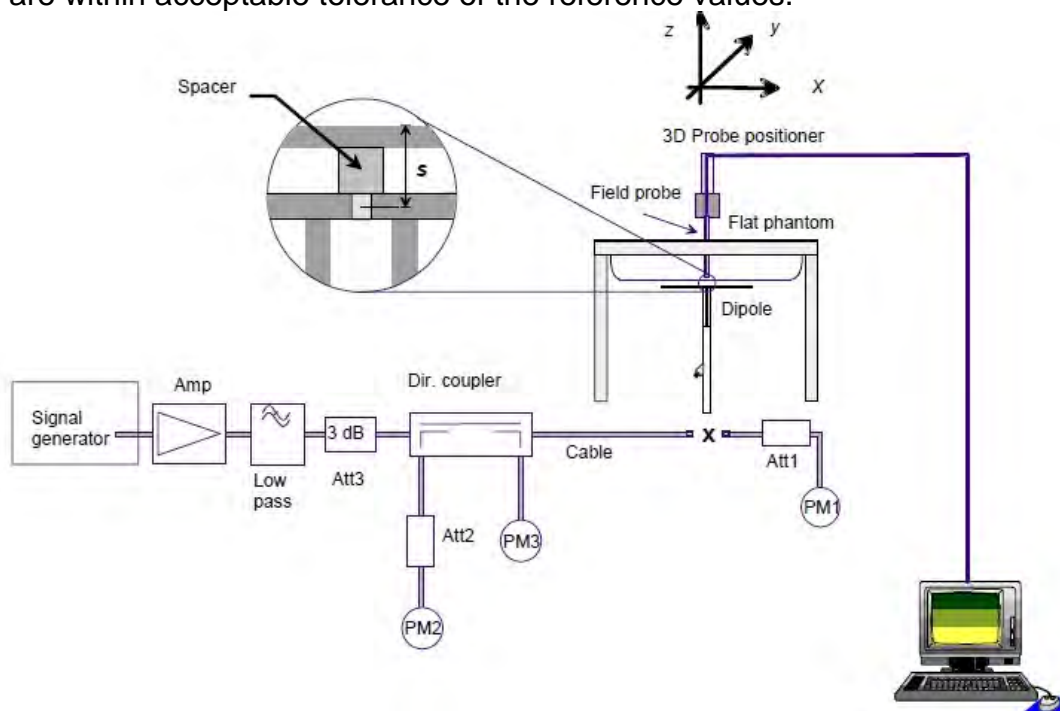 are within acceptable tolerance of the reference values.
z
y
x
Spacer
s
3D Probe positioner
Field probe
Flat phantom
Dipole
Signal
generator
Amp
Low
pass
3 dB
Att3
Dir. coupler
Cable
x
Att1
PM1
Att2
PM3
PM2